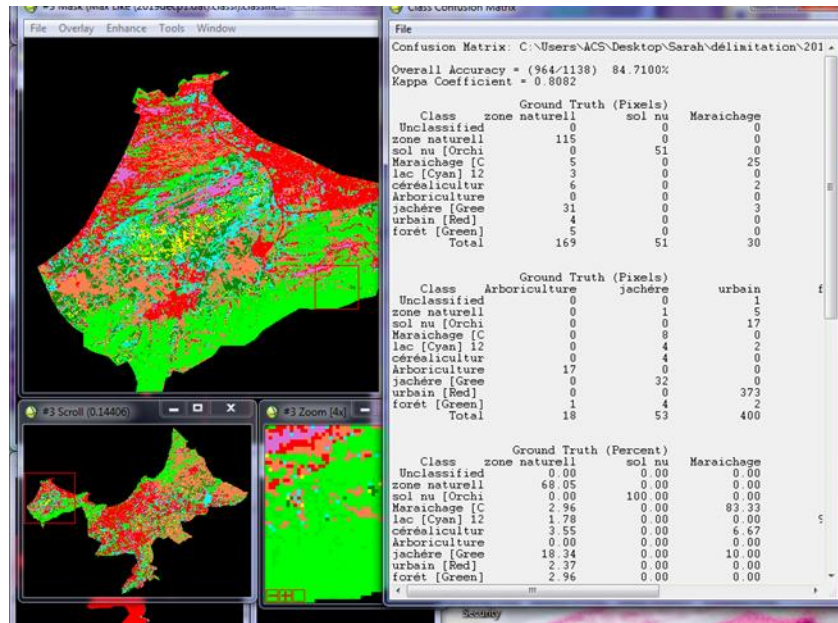 #3 Mask (Max Like (2019decp1.dat).classif).classific...
File Overlay Enhance Tools Window
#3 Scroll (0.14406)
#3 Zoom [4x]
Class Confusion Matrix
File
Confusion Matrix: C:\Users\ACS\Desktop\Sarah\délimitation\201
Overall Accuracy = (964/1138) 84.7100%
Kappa Coefficient = 0.8082
Ground Truth (Pixels)
Class zone naturell sol nu Maraichage
Unclassified 0 0 0
zone naturell 115 0 0
sol nu [Orchi 0 51 0
Maraichage [C 5 0 25
lac [Cyan] 12 3 0 0
céréalicultur 6 0 2
Arboriculture 0 0 0
jachére [Gree 31 0 3
urbain [Red] 4 0 0
forét [Green] 5 0 0
Total 169 51 30
Ground Truth (Pixels)
Class Arboriculture jachére urbain f
Unclassified 0 0 1
zone naturell 0 1 5
sol nu [Orchi 0 0 17
Maraichage [C 0 8 0
lac [Cyan] 12 0 4 2
céréalicultur 0 4 0
Arboriculture 17 0 0
jachére [Gree 0 32 0
urbain [Red] 0 0 373
forét [Green] 1 4 2
Total 18 53 400
Ground Truth (Percent)
Class zone naturell sol nu Maraichage
Unclassified 0.00 0.00 0.00
zone naturell 68.05 0.00 0.00
sol nu [Orchi 0.00 100.00 0.00
Maraichage [C 2.96 0.00 83.33
lac [Cyan] 12 1.78 0.00 0.00 9
céréalicultur 3.55 0.00 6.67
Arboriculture 0.00 0.00 0.00
jachére [Gree 18.34 0.00 10.00
urbain [Red] 2.37 0.00 0.00
forét [Green] 2.96 0.00 0.00
Security